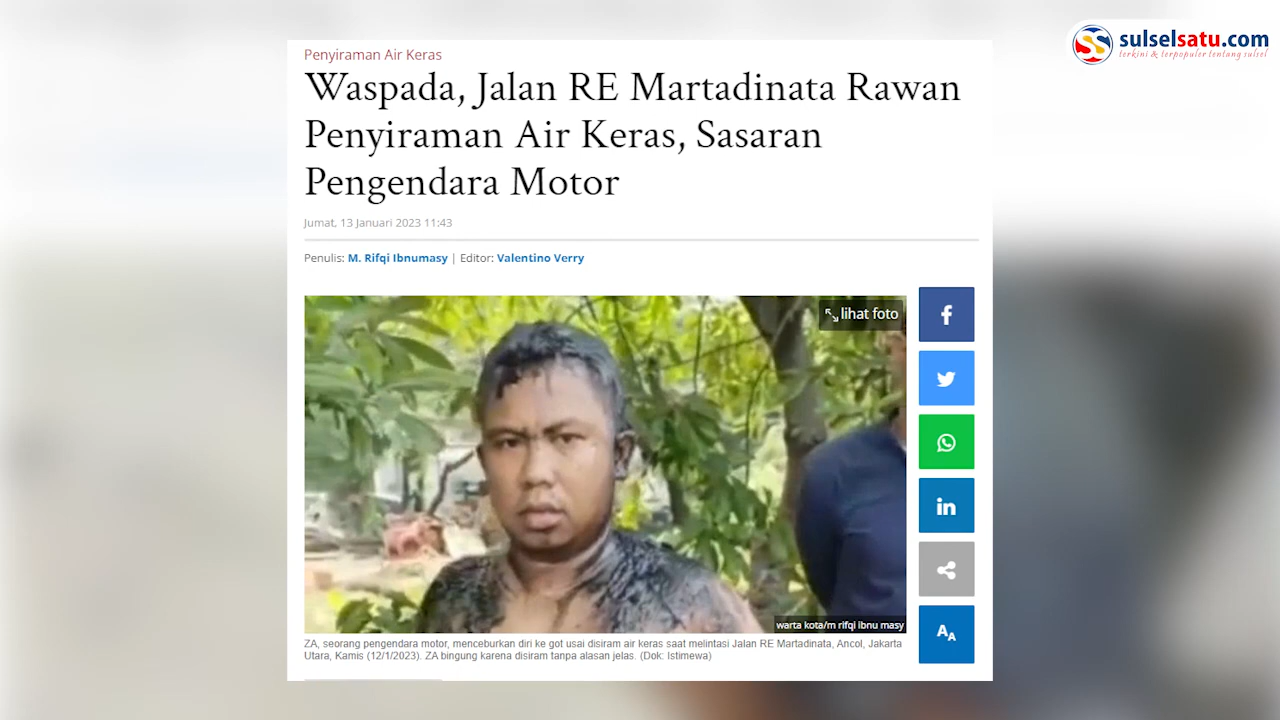 sulselsatu.com
terkini & terpopuler tentang sulsel
Penyiraman Air Keras
Waspada, Jalan RE Martadinata Rawan
Penyiraman Air Keras, Sasaran
Pengendara Motor
Jumat, 13 Januari 2023 11:43
Penulis: M. Rifqi Ibnumasy | Editor: Valentino Verry
lihat foto
warta kota/m rifqi ibnu masy
ZA, seorang pengendara motor, menceburkan diri ke got usai disiram air keras saat melintasi Jalan RE Martadinata, Ancol, Jakarta
Utara, Kamis (12/1/2023). ZA bingung karena disiram tanpa alasan jelas. (Dok: Istimewa)
f
in
AA